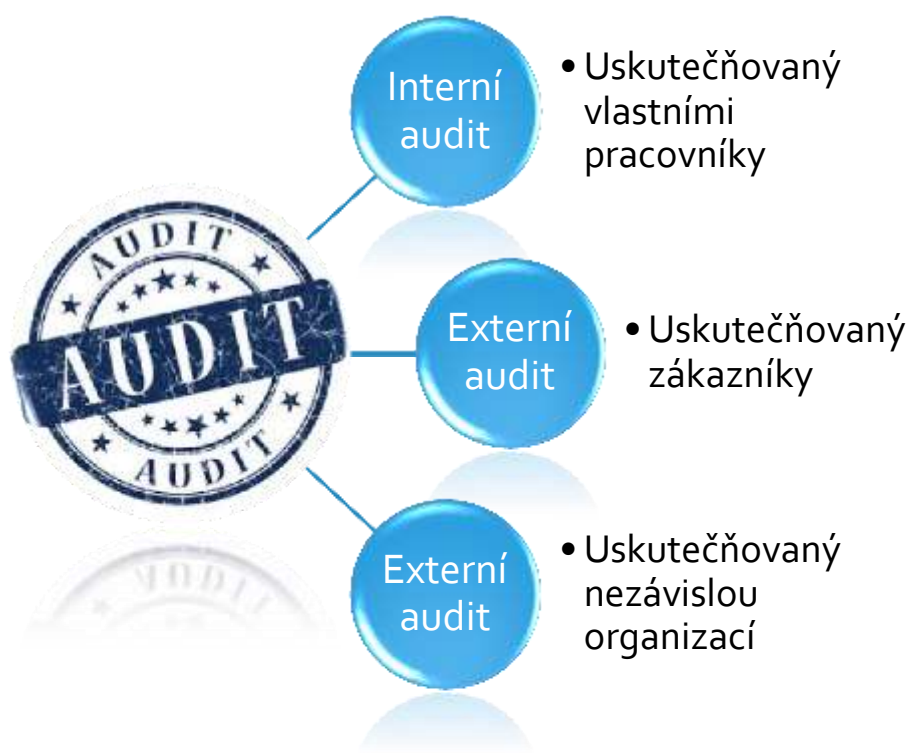 Interní
audit
• Uskutečňovaný
vlastními
pracovníky
AUDIT
AUDIT
AUDIT
Externí
audit
• Uskutečňovaný
zákazníky
Externí
audit
• Uskutečňovaný
nezávislou
organizací